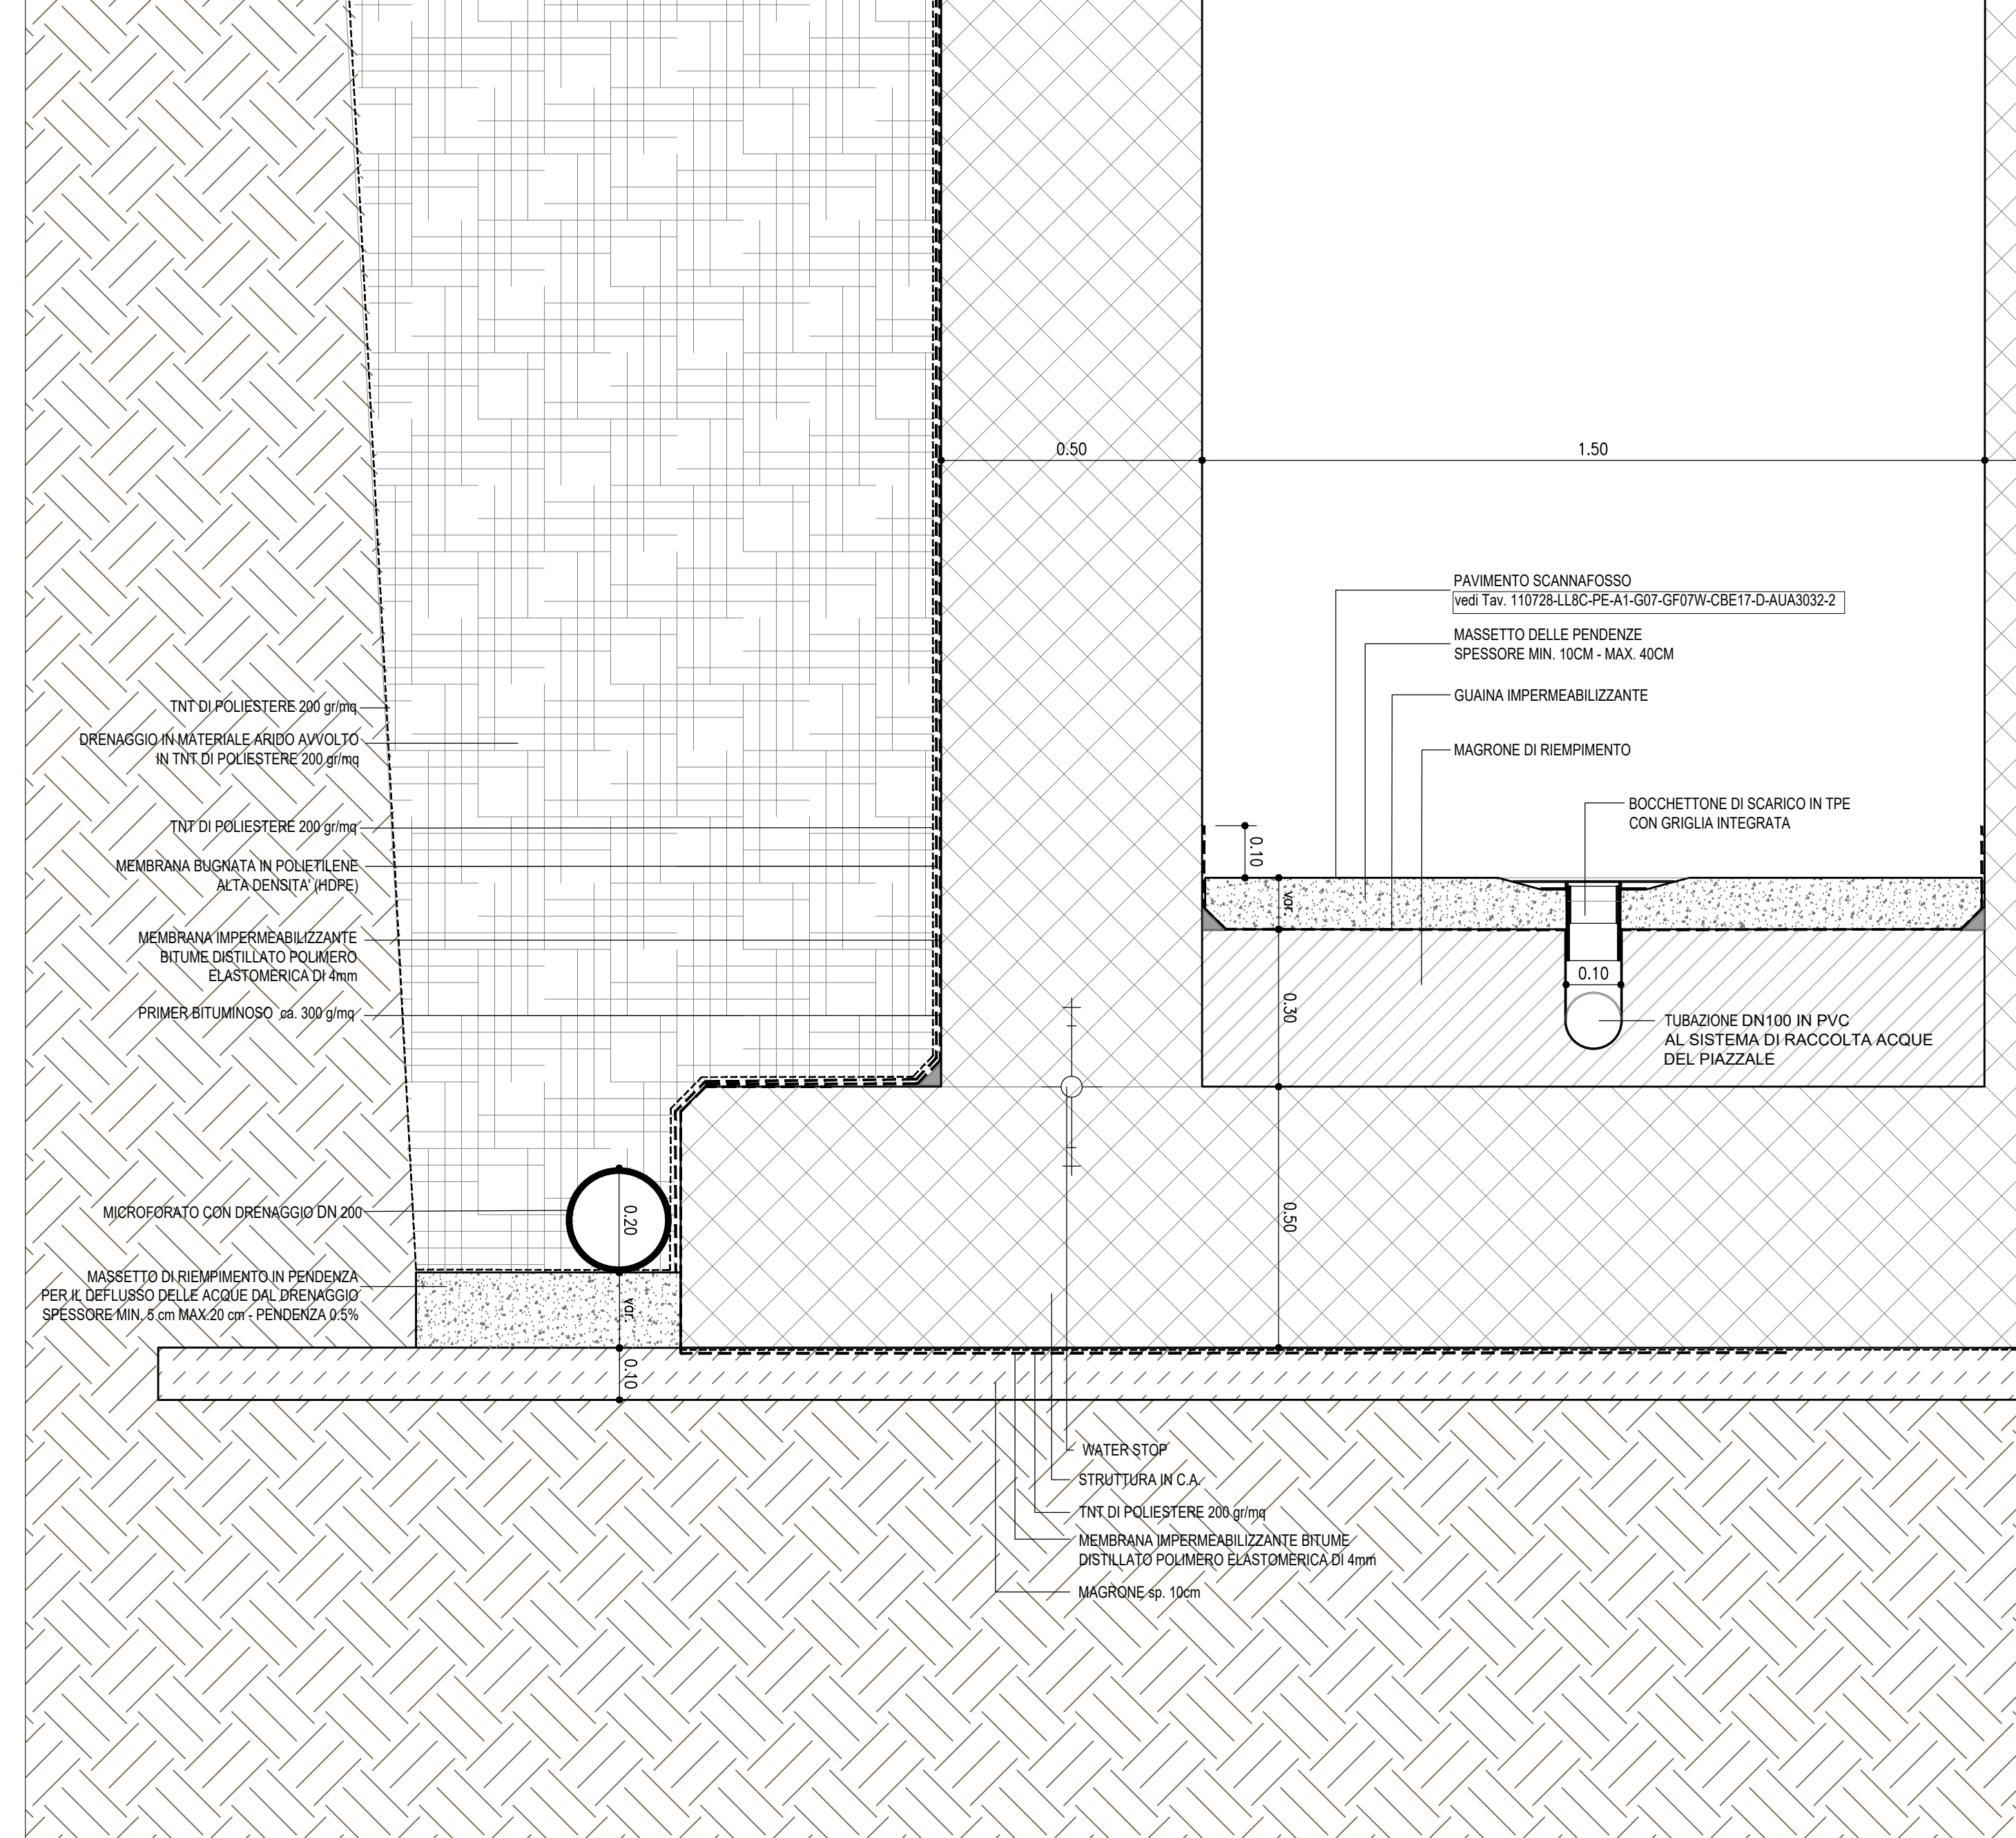 0.50
1.50
PAVIMENTO SCANNAFOSSO
vedi Tav. 110728-LL8C-PE-A1-G07-GF07W-CBE17-D-AUA3032-2
MASSETTO DELLE PENDENZE
SPESSORE MIN. 10CM - MAX. 40CM
GUAINA IMPERMEABILIZZANTE
MAGRONE DI RIEMPIMENTO
BOCCHETTONE DI SCARICO IN TPE
CON GRIGLIA INTEGRATA
0.10
var.
0.30
0.10
TUBAZIONE DN100 IN PVC
AL SISTEMA DI RACCOLTA ACQUE
DEL PIAZZALE
0.50
TNT DI POLIESTERE 200 gr/mq
DRENAGGIO IN MATERIALE ARIDO AVVOLTO
IN TNT DI POLIESTERE 200 gr/mq
TNT DI POLIESTERE 200 gr/mq
MEMBRANA BUGNATA IN POLIETILENE
ALTA DENSITA' (HDPE)
MEMBRANA IMPERMEABILIZZANTE
BITUME DISTILLATO POLIMERO
ELASTOMERICA DI 4mm
PRIMER BITUMINOSO ca. 300 g/mq
MICROFORATO CON DRENAGGIO DN 200
0.20
MASSETTO DI RIEMPIMENTO IN PENDENZA
PER IL DEFLUSSO DELLE ACQUE DAL DRENAGGIO
SPESSORE MIN. 5 cm MAX.20 cm - PENDENZA 0.5%
var.
0.10
WATER STOP
STRUTTURA IN C.A.
TNT DI POLIESTERE 200 gr/mq
MEMBRANA IMPERMEABILIZZANTE BITUME
DISTILLATO POLIMERO ELASTOMERICA DI 4mm
MAGRONE sp. 10cm